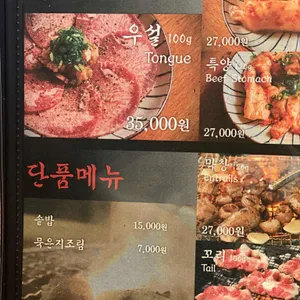 우설 100g
Tongue
35,000원
27,000원
특양
Beef Stomach
27,000원
단품메뉴
솥밥 15,000원
묵은지조림 7,000원
막창
Entrails
27,000원
꼬리
Tail